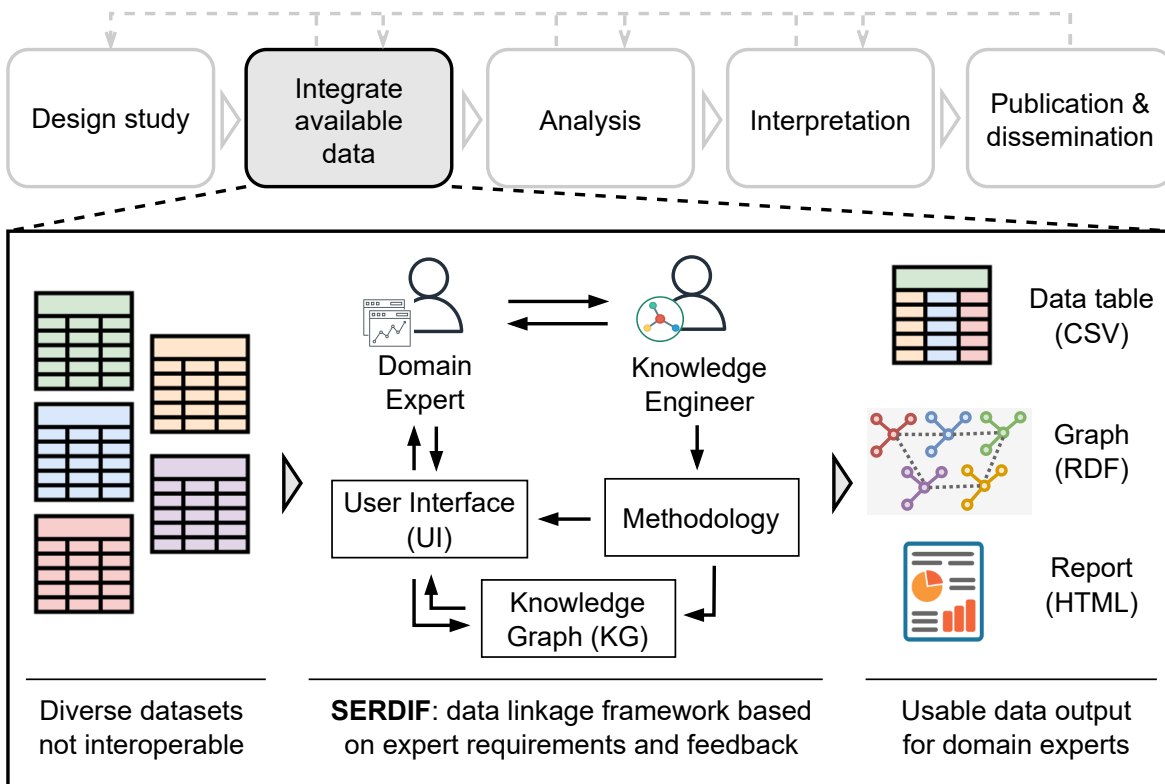 Design study
Integrate
available
data
Analysis
Interpretation
Publication &
dissemination
Domain
Expert
Knowledge
Engineer
User Interface
(UI)
Methodology
Knowledge
Graph (KG)
Data table
(CSV)
Graph
(RDF)
Report
(HTML)
Diverse datasets
not interoperable
SERDIF: data linkage framework based
on expert requirements and feedback
Usable data output
for domain experts